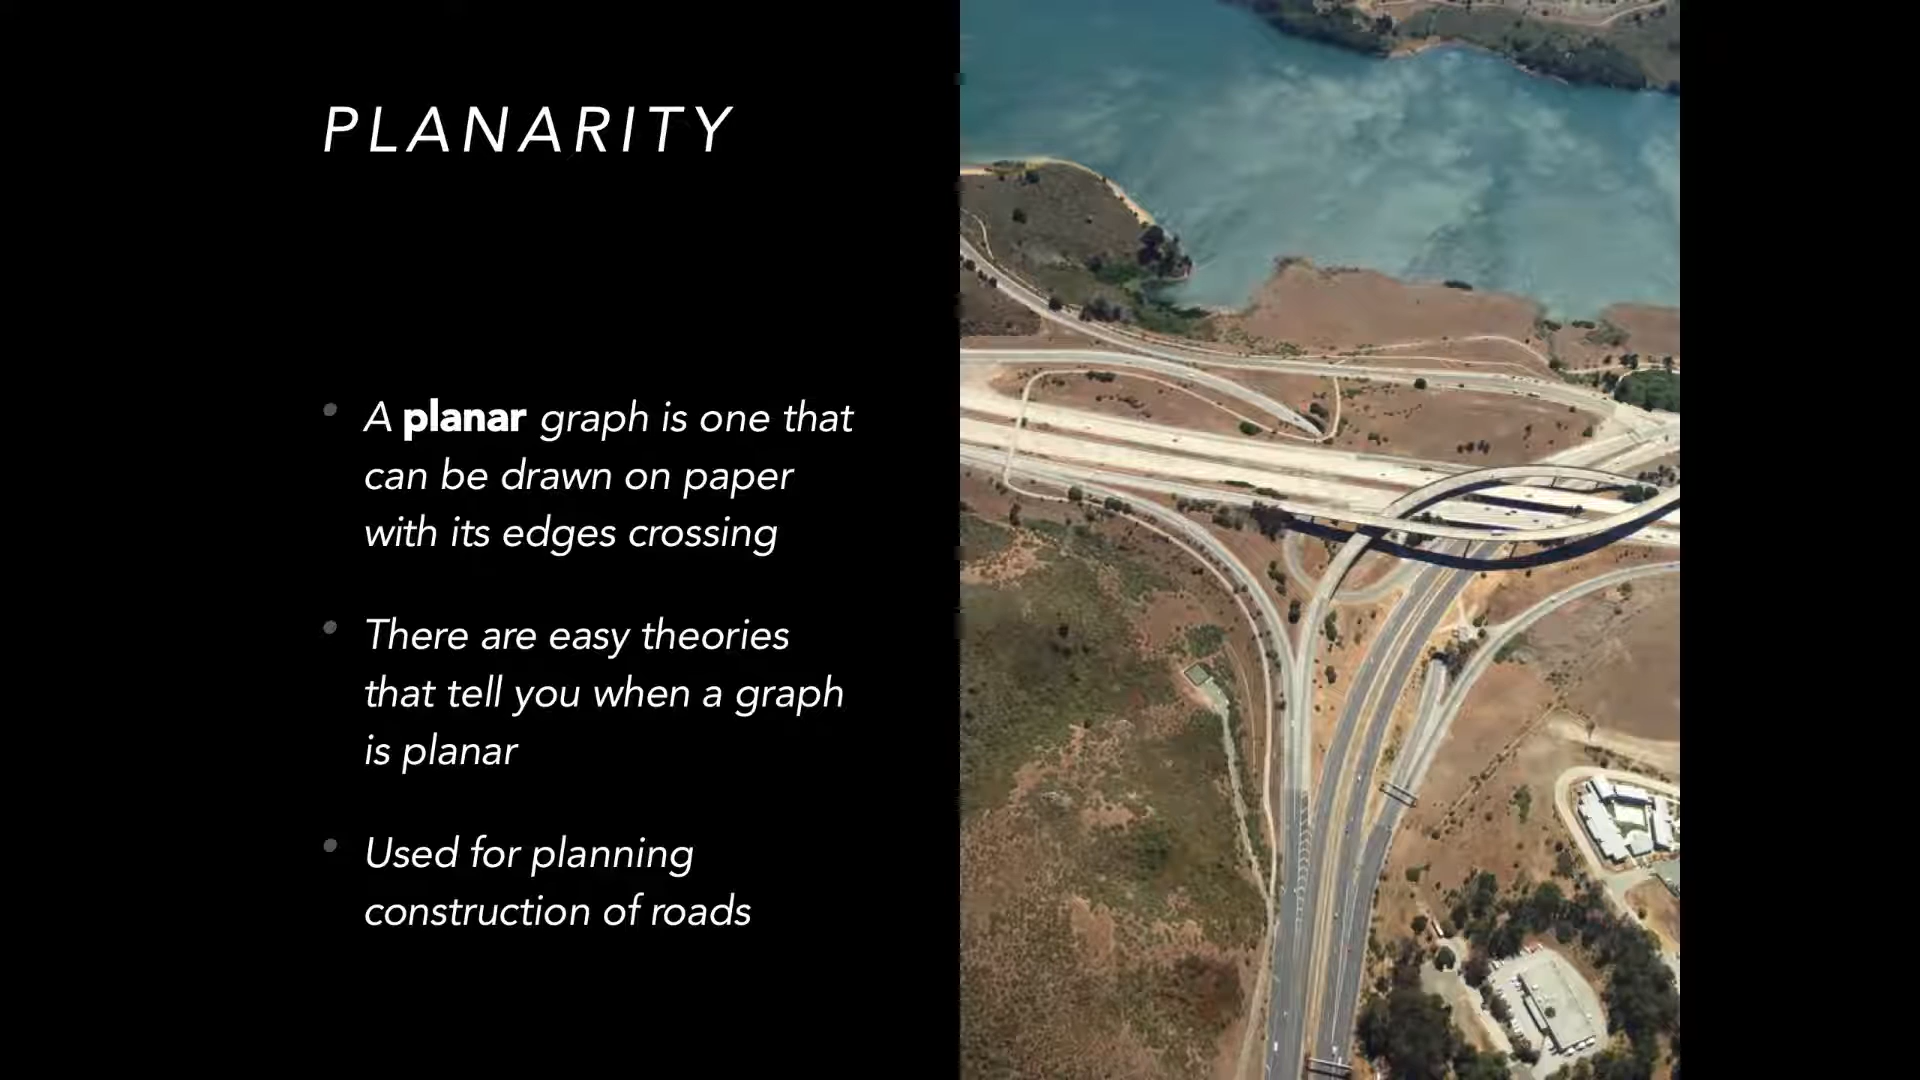 PLANARITY
• A planar graph is one that
can be drawn on paper
with its edges crossing
• There are easy theories
that tell you when a graph
is planar
• Used for planning
construction of roads